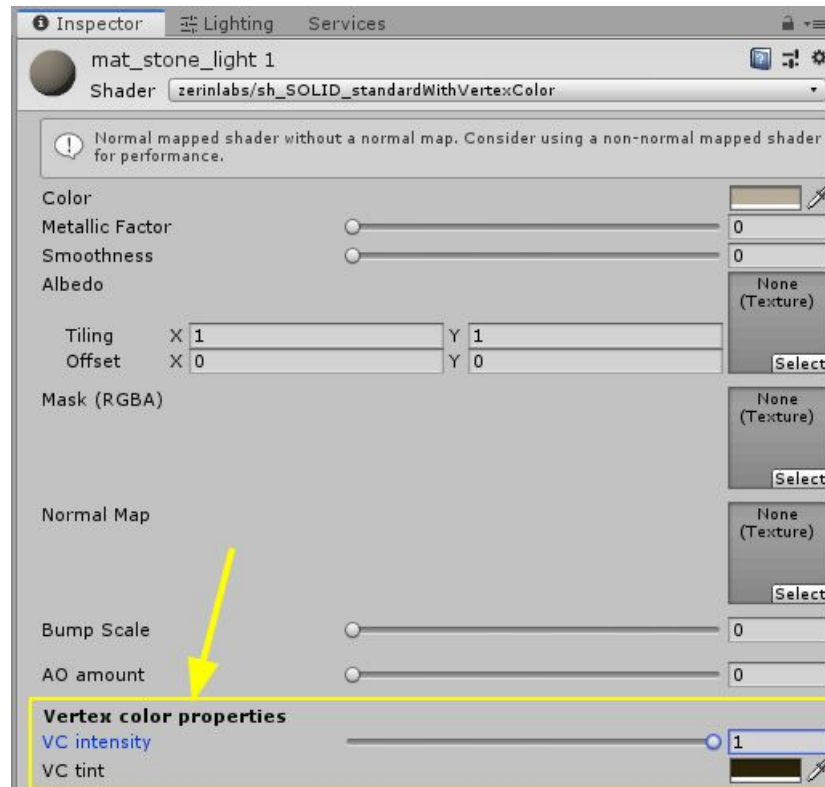 Inspector Lighting Services
mat_stone_light 1
Shader zerinlabs/sh_SOLID_standardWithVertexColor
Normal mapped shader without a normal map. Consider using a non-normal mapped shader
for performance.
Color
Metallic Factor 0
Smoothness 0
Albedo None
(Texture)
Tiling X 1 Y 1
Offset X 0 Y 0
Select
Mask (RGBA) None
(Texture)
Select
Normal Map None
(Texture)
Select
Bump Scale 0
AO amount 0
Vertex color properties
VC intensity 1
VC tint